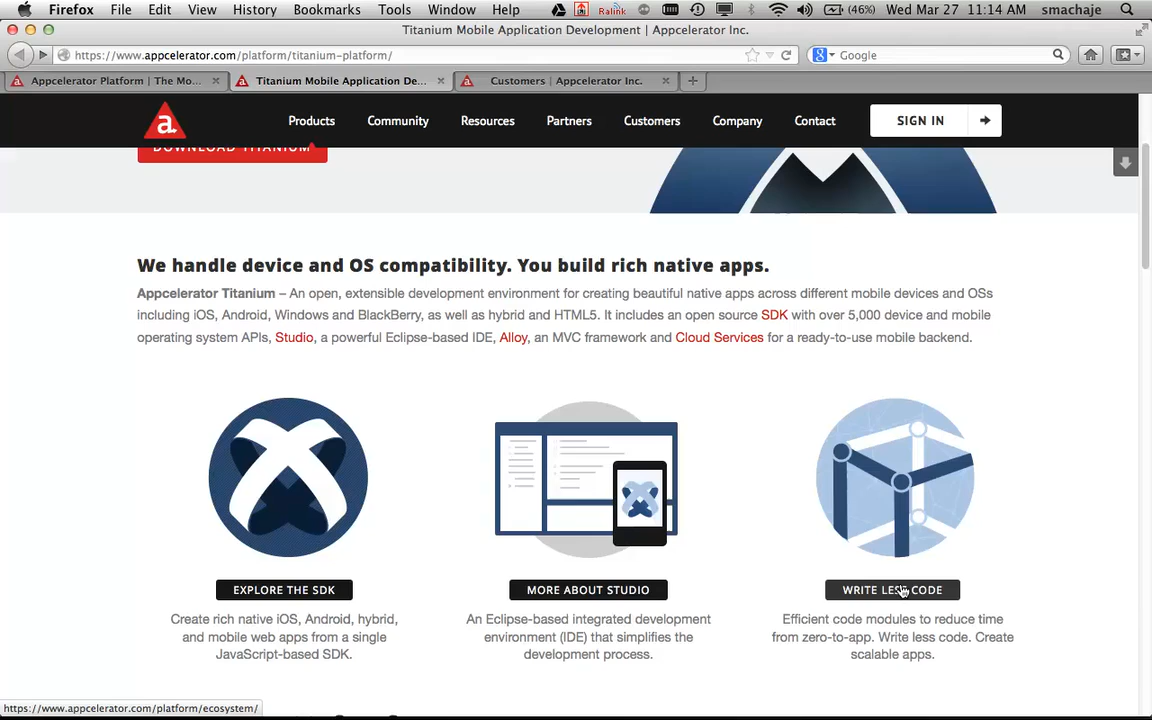 Firefox File Edit View History Bookmarks Tools Window Help Ralink (46%) Wed Mar 27 11:14 AM smachaje
Titanium Mobile Application Development | Appcelerator Inc.
https://www.appcelerator.com/platform/titanium-platform/ Google
Appcelerator Platform | The Mo... Titanium Mobile Application De... Customers | Appcelerator Inc.
a. Products Community Resources Partners Customers Company Contact SIGN IN
DOWNLOAD TITANIUM
We handle device and OS compatibility. You build rich native apps.
Appcelerator Titanium – An open, extensible development environment for creating beautiful native apps across different mobile devices and OSs
including iOS, Android, Windows and BlackBerry, as well as hybrid and HTML5. It includes an open source SDK with over 5,000 device and mobile
operating system APIs, Studio, a powerful Eclipse-based IDE, Alloy, an MVC framework and Cloud Services for a ready-to-use mobile backend.
EXPLORE THE SDK
Create rich native iOS, Android, hybrid,
and mobile web apps from a single
JavaScript-based SDK.
MORE ABOUT STUDIO
An Eclipse-based integrated development
environment (IDE) that simplifies the
development process.
WRITE LESS CODE
Efficient code modules to reduce time
from zero-to-app. Write less code. Create
scalable apps.
https://www.appcelerator.com/platform/ecosystem/